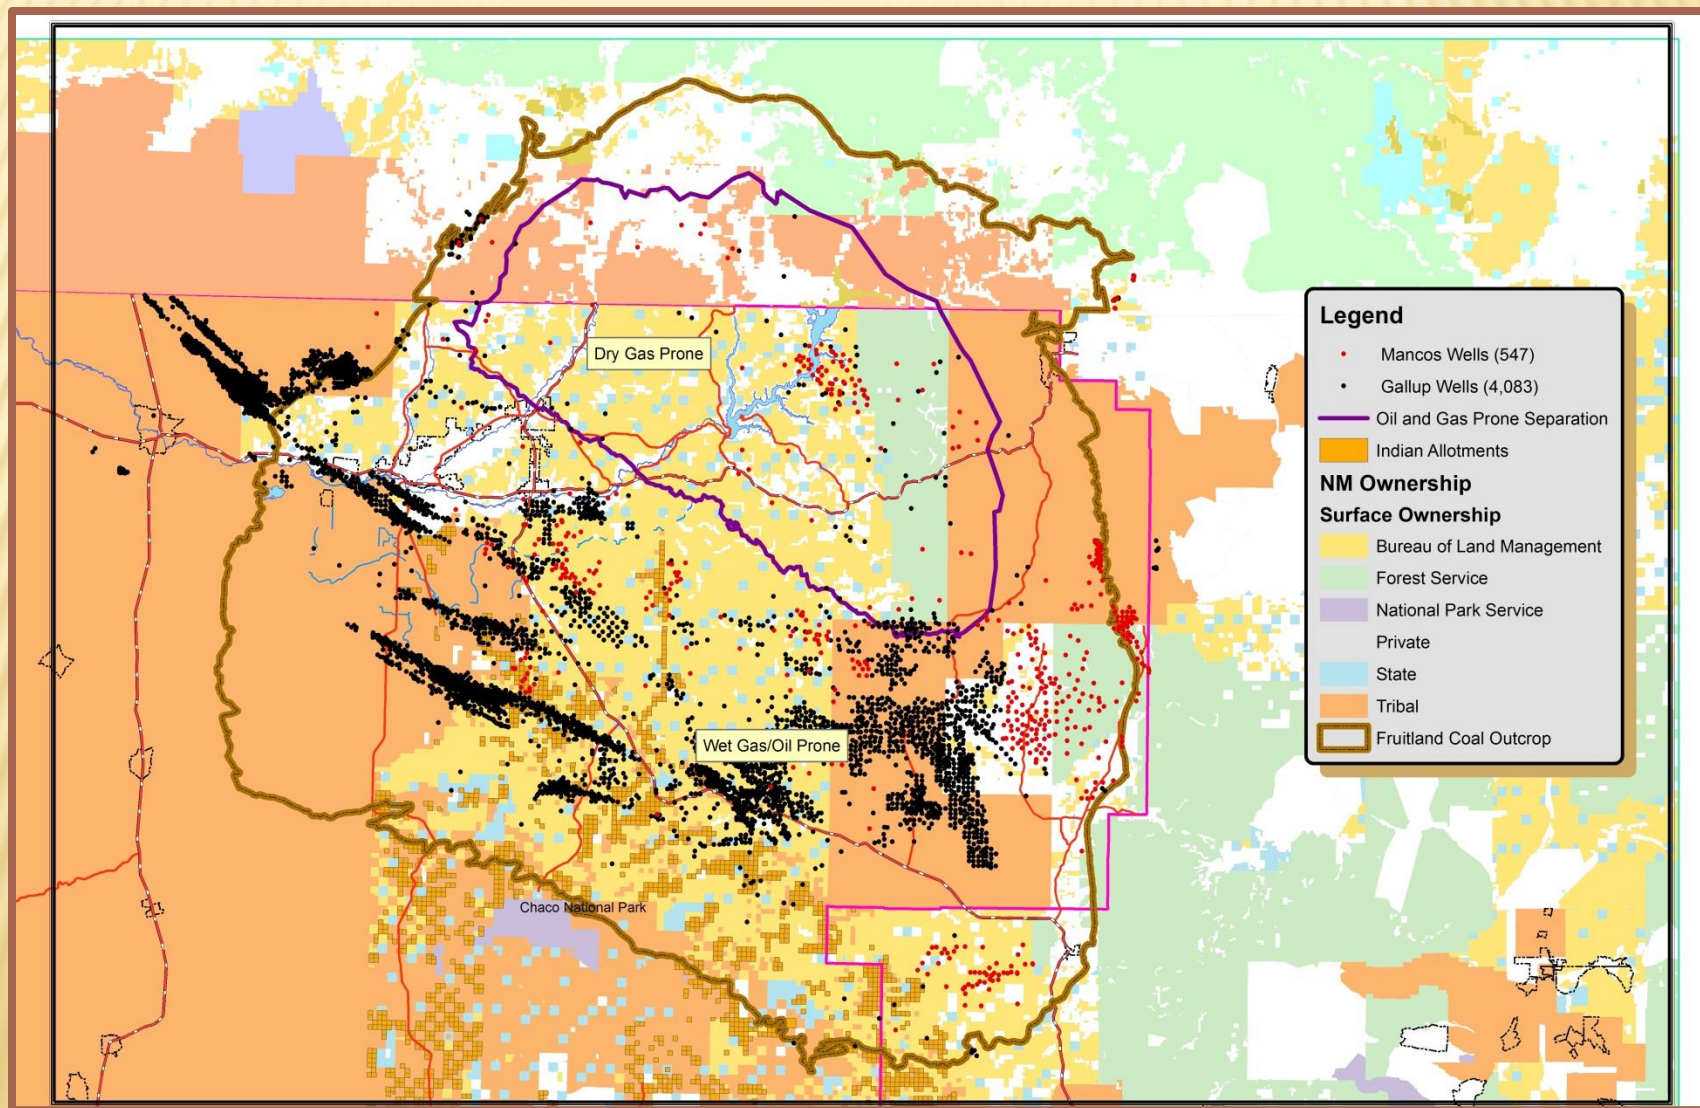 Dry Gas Prone
Wet Gas/Oil Prone
Chaco National Park
Legend
Mancos Wells (547)
Gallup Wells (4,083)
Oil and Gas Prone Separation
Indian Allotments
NM Ownership
Surface Ownership
Bureau of Land Management
Forest Service
National Park Service
Private
State
Tribal
Fruitland Coal Outcrop